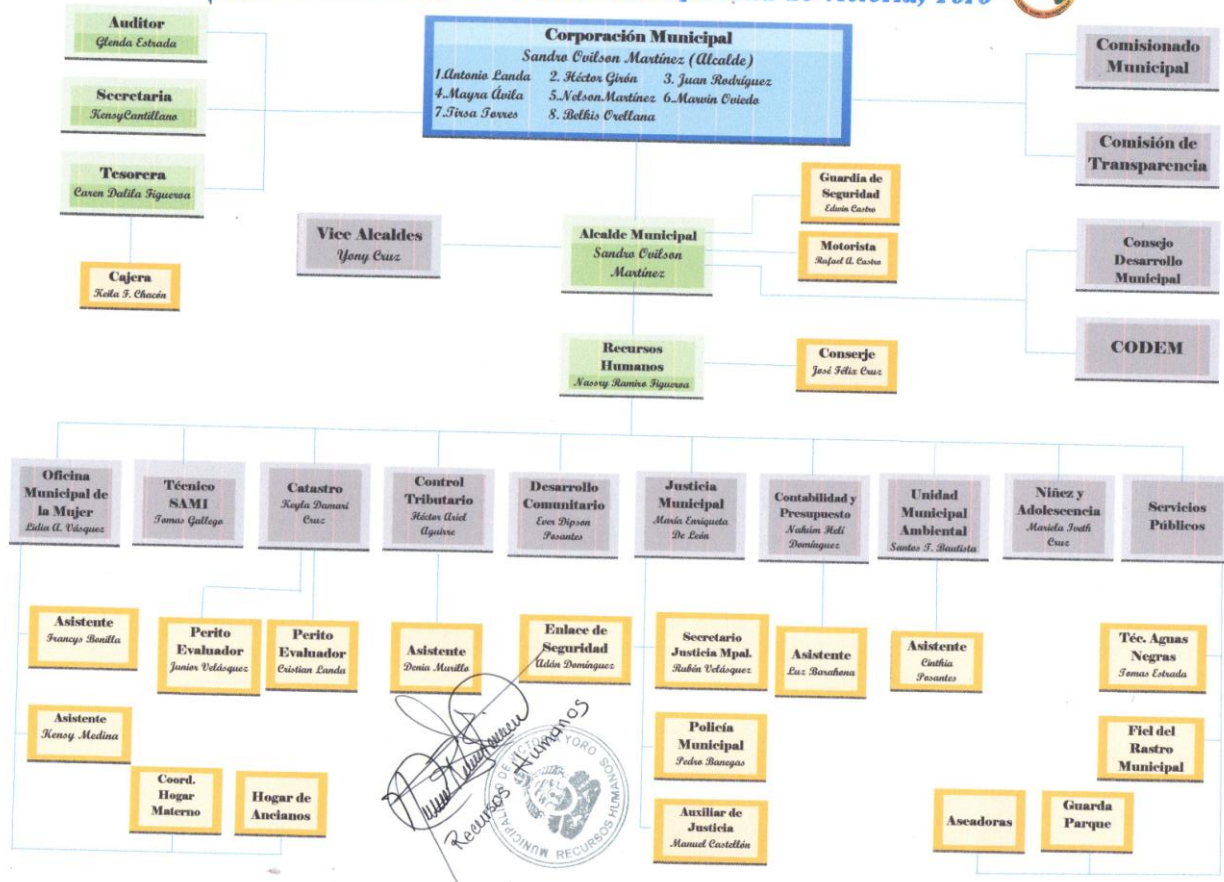 de Victoria, Yoro
Auditor
Glenda Estrada
Secretaria
KensyCantillano
Tesorera
Caren Dalila Figueroa
Cajera
Keila F. Chacón
Corporación Municipal
Sandro Ovilson Martínez (Alcalde)
1.Antonio Landa 2. Héctor Girón 3. Juan Rodríguez
4.Mayra Ávila 5.Nelson Martínez 6.Marvin Oviedo
7.Tirsa Torres 8. Belkis Orellana
Comisionado
Municipal
Comisión de
Transparencia
Vice Alcaldes
Yony Cruz
Alcalde Municipal
Sandro Ovilson
Martínez
Guardia de
Seguridad
Edwin Castro
Motorista
Rafael A. Castro
Consejo
Desarrollo
Municipal
CODEM
Recursos
Humanos
Nassry Ramiro Figueroa
Conserje
José Félix Cruz
Oficina
Municipal de
la Mujer
Lidia A. Vásquez
Técnico
SAMI
Tomas Gallego
Catastro
Keyla Damari
Cruz
Control
Tributario
Héctor Ariel
Aguirre
Desarrollo
Comunitario
Ever Dipson
Posantes
Justicia
Municipal
María Enriqueta
De León
Contabilidad y
Presupuesto
Nahúm Helí
Domínguez
Unidad
Municipal
Ambiental
Santos F. Bautista
Niñez y
Adolescencia
Mariela Iveth
Cruz
Servicios
Públicos
Asistente
Francys Bonilla
Perito
Evaluador
Junior Velásquez
Perito
Evaluador
Cristian Landa
Asistente
Denia Murillo
Enlace de
Seguridad
Adán Domínguez
Secretario
Justicia Mpal.
Rubén Velásquez
Asistente
Luz Barahona
Asistente
Cinthia
Posantes
Téc. Aguas
Negras
Tomas Estrada
Asistente
Kensy Medina
Policía
Municipal
Pedro Banegas
Fiel del
Rastro
Municipal
Coord.
Hogar
Materno
Hogar de
Ancianos
Auxiliar de
Justicia
Manuel Castellón
Aseadoras
Guarda
Parque
Recursos Humanos
RECURSOS HUMANOS